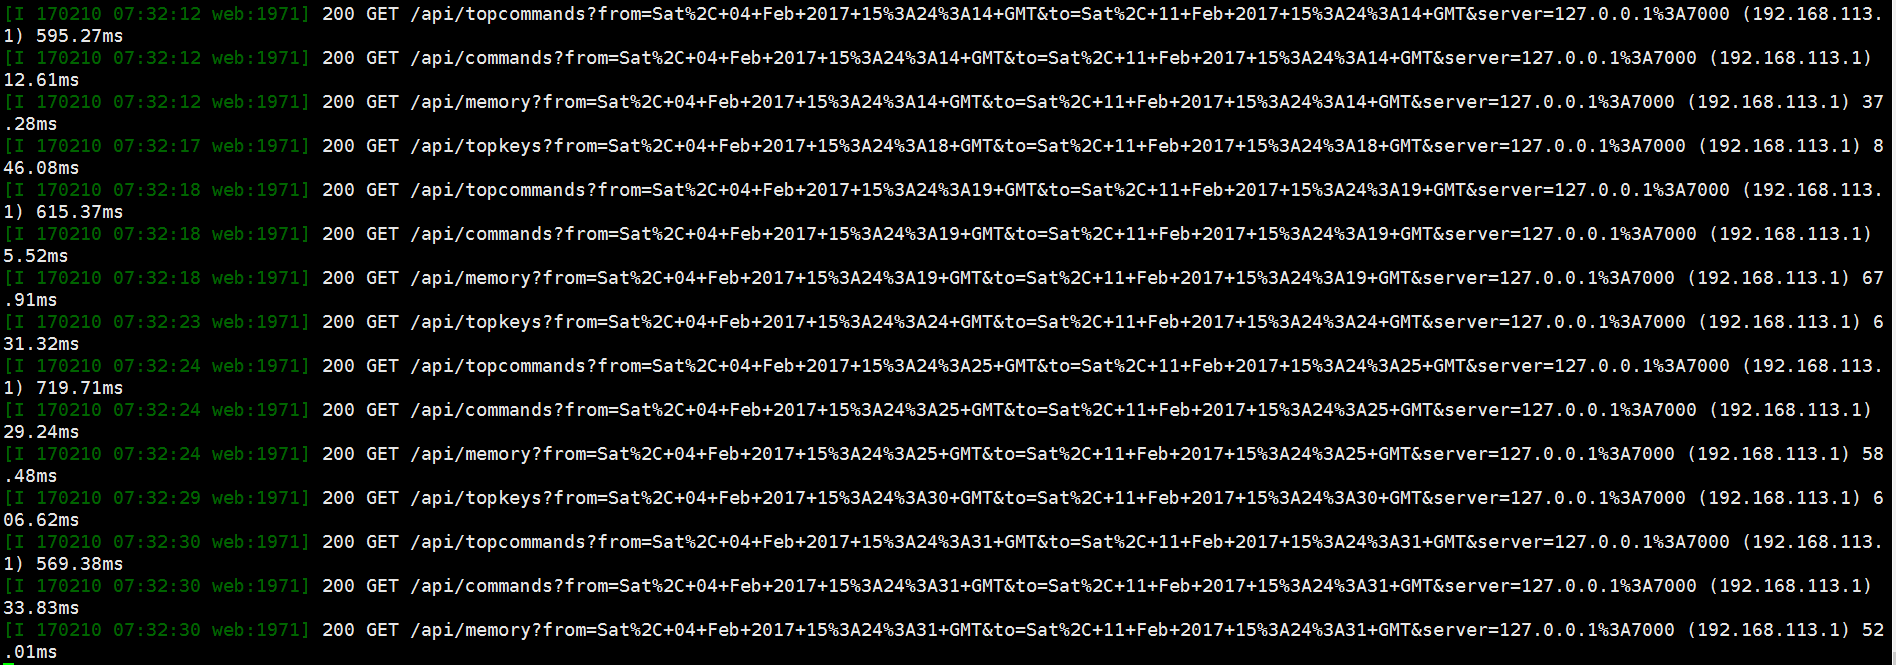 [I 170210 07:32:12 web:1971] 200 GET /api/topcommands?from=Sat%2C+04+Feb+2017+15%3A24%3A14+GMT&to=Sat%2C+11+Feb+2017+15%3A24%3A14+GMT&server=127.0.0.1%3A7000 (192.168.113.
1) 595.27ms
[I 170210 07:32:12 web:1971] 200 GET /api/commands?from=Sat%2C+04+Feb+2017+15%3A24%3A14+GMT&to=Sat%2C+11+Feb+2017+15%3A24%3A14+GMT&server=127.0.0.1%3A7000 (192.168.113.1)
12.61ms
[I 170210 07:32:12 web:1971] 200 GET /api/memory?from=Sat%2C+04+Feb+2017+15%3A24%3A14+GMT&to=Sat%2C+11+Feb+2017+15%3A24%3A14+GMT&server=127.0.0.1%3A7000 (192.168.113.1) 37
.28ms
[I 170210 07:32:17 web:1971] 200 GET /api/topkeys?from=Sat%2C+04+Feb+2017+15%3A24%3A18+GMT&to=Sat%2C+11+Feb+2017+15%3A24%3A18+GMT&server=127.0.0.1%3A7000 (192.168.113.1) 8
46.08ms
[I 170210 07:32:18 web:1971] 200 GET /api/topcommands?from=Sat%2C+04+Feb+2017+15%3A24%3A19+GMT&to=Sat%2C+11+Feb+2017+15%3A24%3A19+GMT&server=127.0.0.1%3A7000 (192.168.113.
1) 615.37ms
[I 170210 07:32:18 web:1971] 200 GET /api/commands?from=Sat%2C+04+Feb+2017+15%3A24%3A19+GMT&to=Sat%2C+11+Feb+2017+15%3A24%3A19+GMT&server=127.0.0.1%3A7000 (192.168.113.1)
5.52ms
[I 170210 07:32:18 web:1971] 200 GET /api/memory?from=Sat%2C+04+Feb+2017+15%3A24%3A19+GMT&to=Sat%2C+11+Feb+2017+15%3A24%3A19+GMT&server=127.0.0.1%3A7000 (192.168.113.1) 67
.91ms
[I 170210 07:32:23 web:1971] 200 GET /api/topkeys?from=Sat%2C+04+Feb+2017+15%3A24%3A24+GMT&to=Sat%2C+11+Feb+2017+15%3A24%3A24+GMT&server=127.0.0.1%3A7000 (192.168.113.1) 6
31.32ms
[I 170210 07:32:24 web:1971] 200 GET /api/topcommands?from=Sat%2C+04+Feb+2017+15%3A24%3A25+GMT&to=Sat%2C+11+Feb+2017+15%3A24%3A25+GMT&server=127.0.0.1%3A7000 (192.168.113.
1) 719.71ms
[I 170210 07:32:24 web:1971] 200 GET /api/commands?from=Sat%2C+04+Feb+2017+15%3A24%3A25+GMT&to=Sat%2C+11+Feb+2017+15%3A24%3A25+GMT&server=127.0.0.1%3A7000 (192.168.113.1)
29.24ms
[I 170210 07:32:24 web:1971] 200 GET /api/memory?from=Sat%2C+04+Feb+2017+15%3A24%3A25+GMT&to=Sat%2C+11+Feb+2017+15%3A24%3A25+GMT&server=127.0.0.1%3A7000 (192.168.113.1) 58
.48ms
[I 170210 07:32:29 web:1971] 200 GET /api/topkeys?from=Sat%2C+04+Feb+2017+15%3A24%3A30+GMT&to=Sat%2C+11+Feb+2017+15%3A24%3A30+GMT&server=127.0.0.1%3A7000 (192.168.113.1) 6
06.62ms
[I 170210 07:32:30 web:1971] 200 GET /api/topcommands?from=Sat%2C+04+Feb+2017+15%3A24%3A31+GMT&to=Sat%2C+11+Feb+2017+15%3A24%3A31+GMT&server=127.0.0.1%3A7000 (192.168.113.
1) 569.38ms
[I 170210 07:32:30 web:1971] 200 GET /api/commands?from=Sat%2C+04+Feb+2017+15%3A24%3A31+GMT&to=Sat%2C+11+Feb+2017+15%3A24%3A31+GMT&server=127.0.0.1%3A7000 (192.168.113.1)
33.83ms
[I 170210 07:32:30 web:1971] 200 GET /api/memory?from=Sat%2C+04+Feb+2017+15%3A24%3A31+GMT&to=Sat%2C+11+Feb+2017+15%3A24%3A31+GMT&server=127.0.0.1%3A7000 (192.168.113.1) 52
.01ms